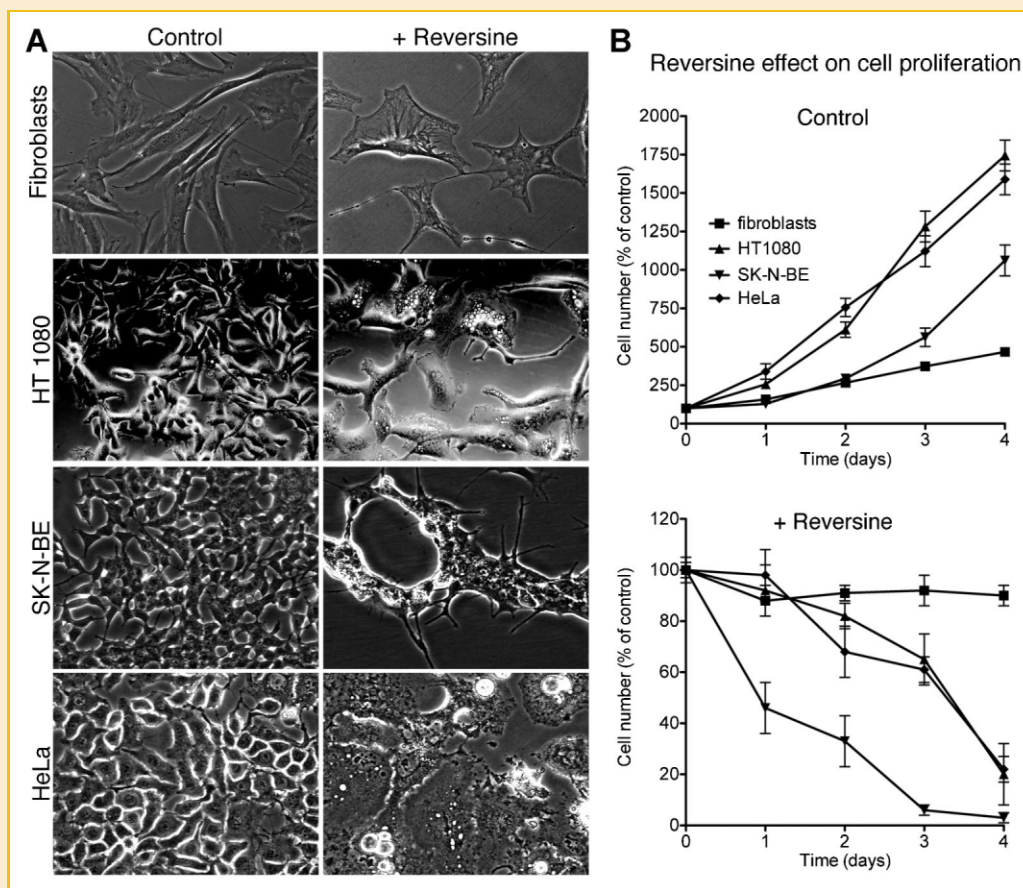 A
Control
+ Reversine
Fibroblasts
HT 1080
SK-N-BE
HeLa
B
Reversine effect on cell proliferation
Control
2000
1750
1500
1250
1000
750
500
250
0
Cell number (% of control)
fibroblasts
HT1080
SK-N-BE
HeLa
0 1 2 3 4
Time (days)
+ Reversine
120
100
80
60
40
20
0
Cell number (% of control)
0 1 2 3 4
Time (days)